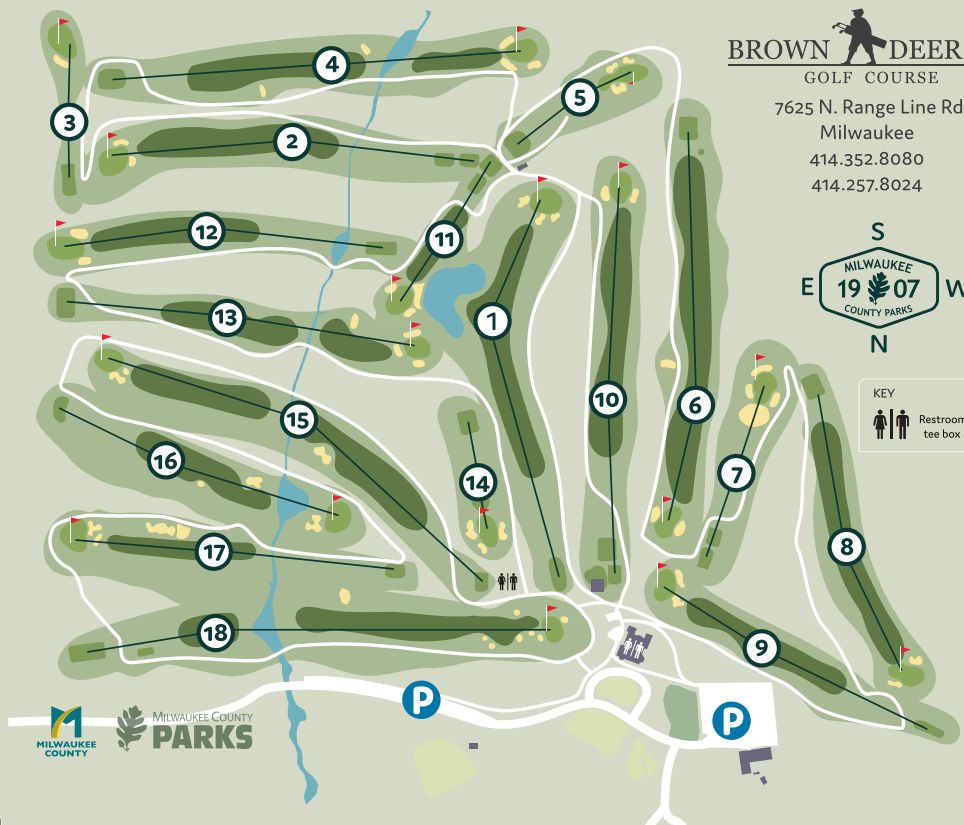 BROWN DEER
GOLF COURSE
7625 N. Range Line Rd
Milwaukee
414.352.8080
414.257.8024
S
E
MILWAUKEE
19 07
COUNTY PARKS
W
N
KEY
Restroom
tee box
4
5
3
2
12
11
13
1
10
6
15
16
14
7
17
8
18
9
P
P
M
MILWAUKEE
COUNTY
MILWAUKEE COUNTY
PARKS